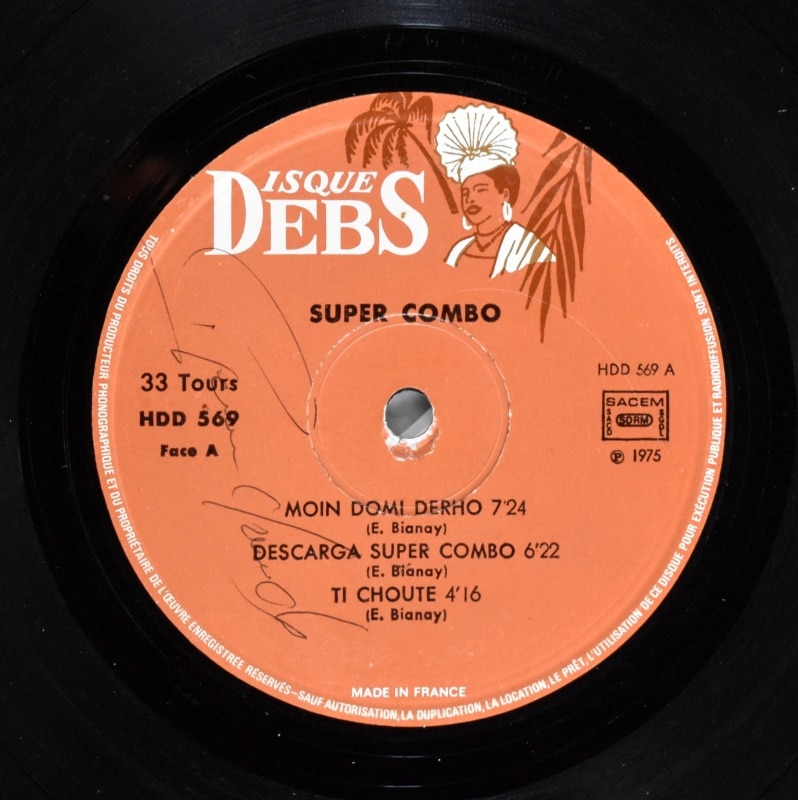 DISQUE DEBS
SUPER COMBO
33 Tours
HDD 569
Face A
HDD 569 A
SACEM
SACD SDRM SGDL
℗ 1975
MOIN DOMI DERHO 7'24
(E. Bianay)
DESCARGA SUPER COMBO 6'22
(E. Bianay)
TI CHOUTE 4'16
(E. Bianay)
MADE IN FRANCE
TOUS DROITS DU PRODUCTEUR PHONOGRAPHIQUE ET DU PROPRIÉTAIRE DE L'ŒUVRE ENREGISTRÉE RÉSERVÉS-SAUF AUTORISATION, LA DUPLICATION, LA LOCATION, LE PRÊT, L'UTILISATION DE CE DISQUE POUR EXÉCUTION PUBLIQUE ET RADIODIFFUSION SONT INTERDITS